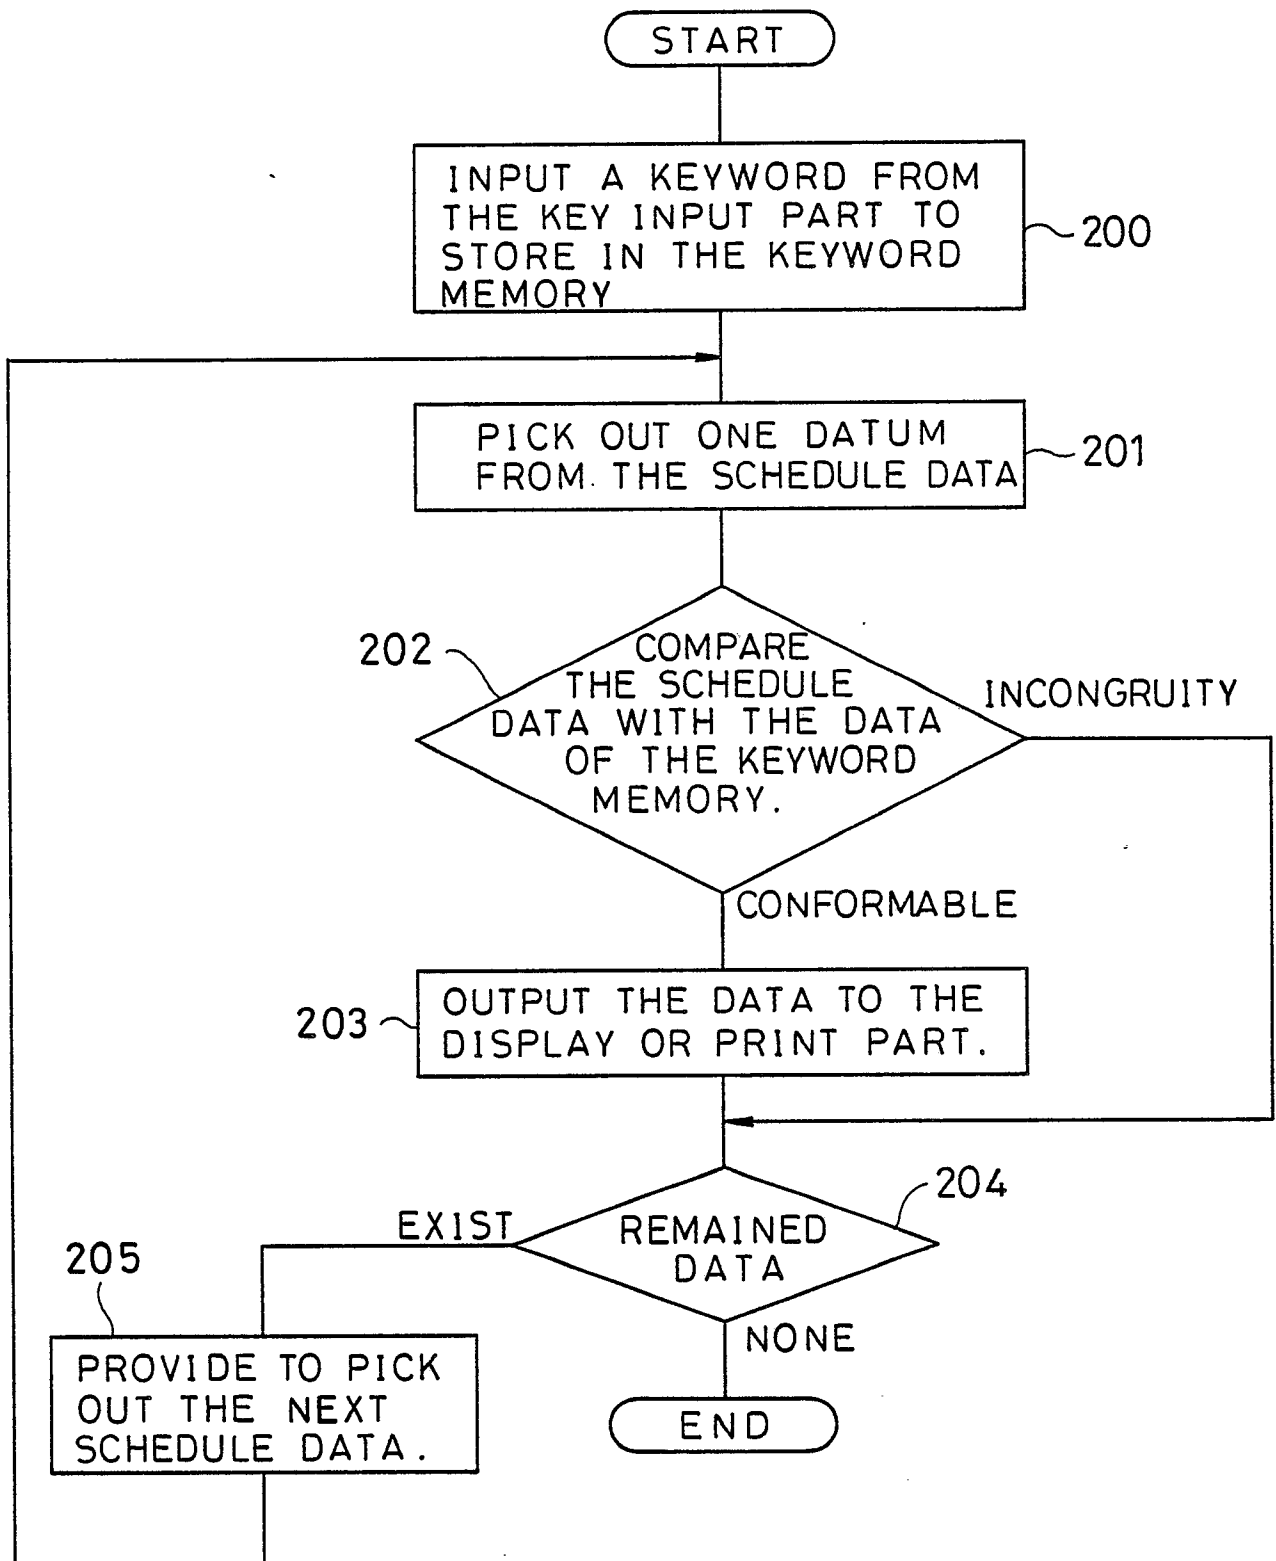 START
INPUT A KEYWORD FROM
THE KEY INPUT PART TO
STORE IN THE KEYWORD
MEMORY
200
PICK OUT ONE DATUM
FROM THE SCHEDULE DATA
201
202
COMPARE
THE SCHEDULE
DATA WITH THE DATA
OF THE KEYWORD
MEMORY.
INCONGRUITY
CONFORMABLE
203
OUTPUT THE DATA TO THE
DISPLAY OR PRINT PART.
204
EXIST
REMAINED
DATA
205
NONE
PROVIDE TO PICK
OUT THE NEXT
SCHEDULE DATA.
END